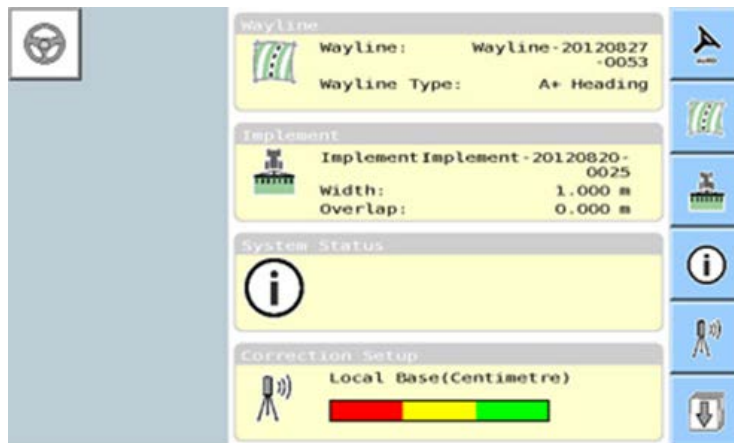 Wayline
Wayline: Wayline-20120827
-0053
Wayline Type: A+ Heading
Implement
Implement Implement-20120820-
0025
Width: 1.000 m
Overlap: 0.000 m
System Status
Correction Setup
Local Base(Centimetre)
AUTO